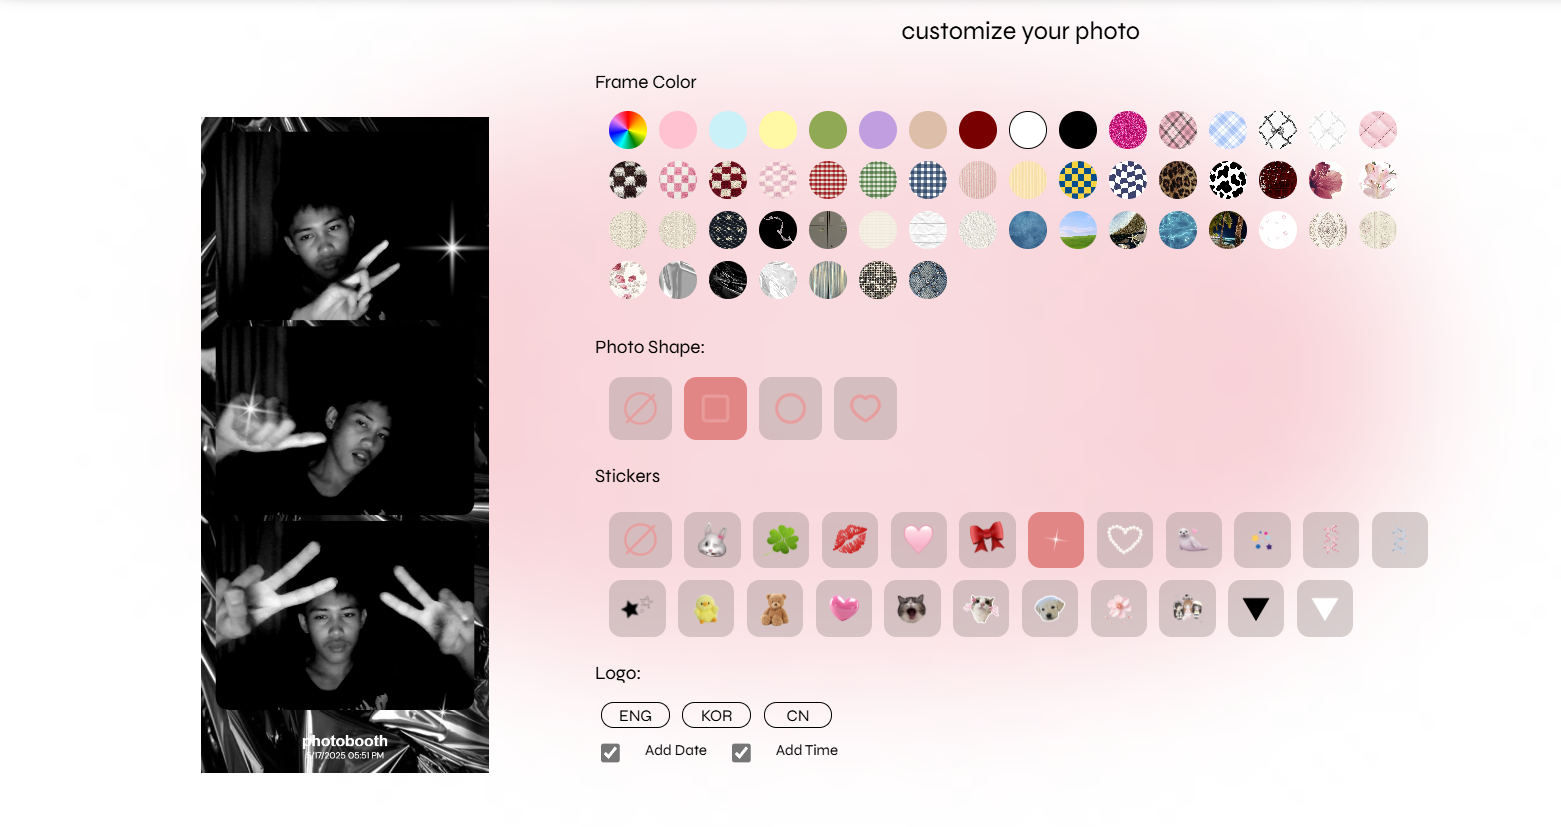 customize your photo
Frame Color
Photo Shape:
Stickers
Logo:
ENG KOR CN
Add Date Add Time
photobooth
/17/2025 05:51 PM